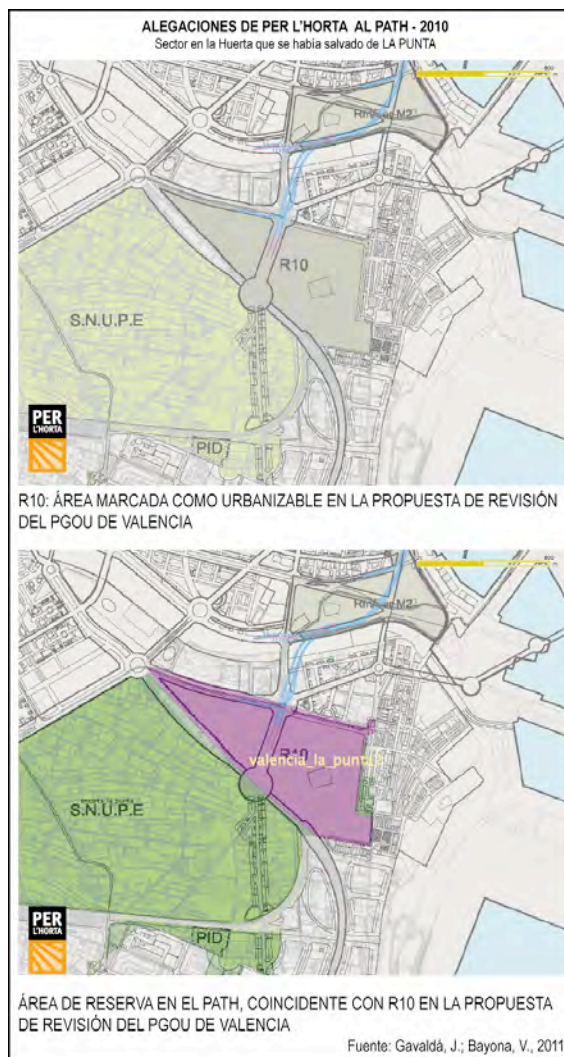 ALEGACIONES DE PER L'HORTA AL PATH - 2010
Sector en la Huerta que se había salvado de LA PUNTA
R10
S.N.U.P.E
PID
PER
L'HORTA
R10: ÁREA MARCADA COMO URBANIZABLE EN LA PROPUESTA DE REVISIÓN
DEL PGOU DE VALENCIA
R10
valencia_la_punta
S.N.U.P.E
PID
PER
L'HORTA
ÁREA DE RESERVA EN EL PATH, COINCIDENTE CON R10 EN LA PROPUESTA
DE REVISIÓN DEL PGOU DE VALENCIA
Fuente: Gavaldá, J.; Bayona, V., 2011